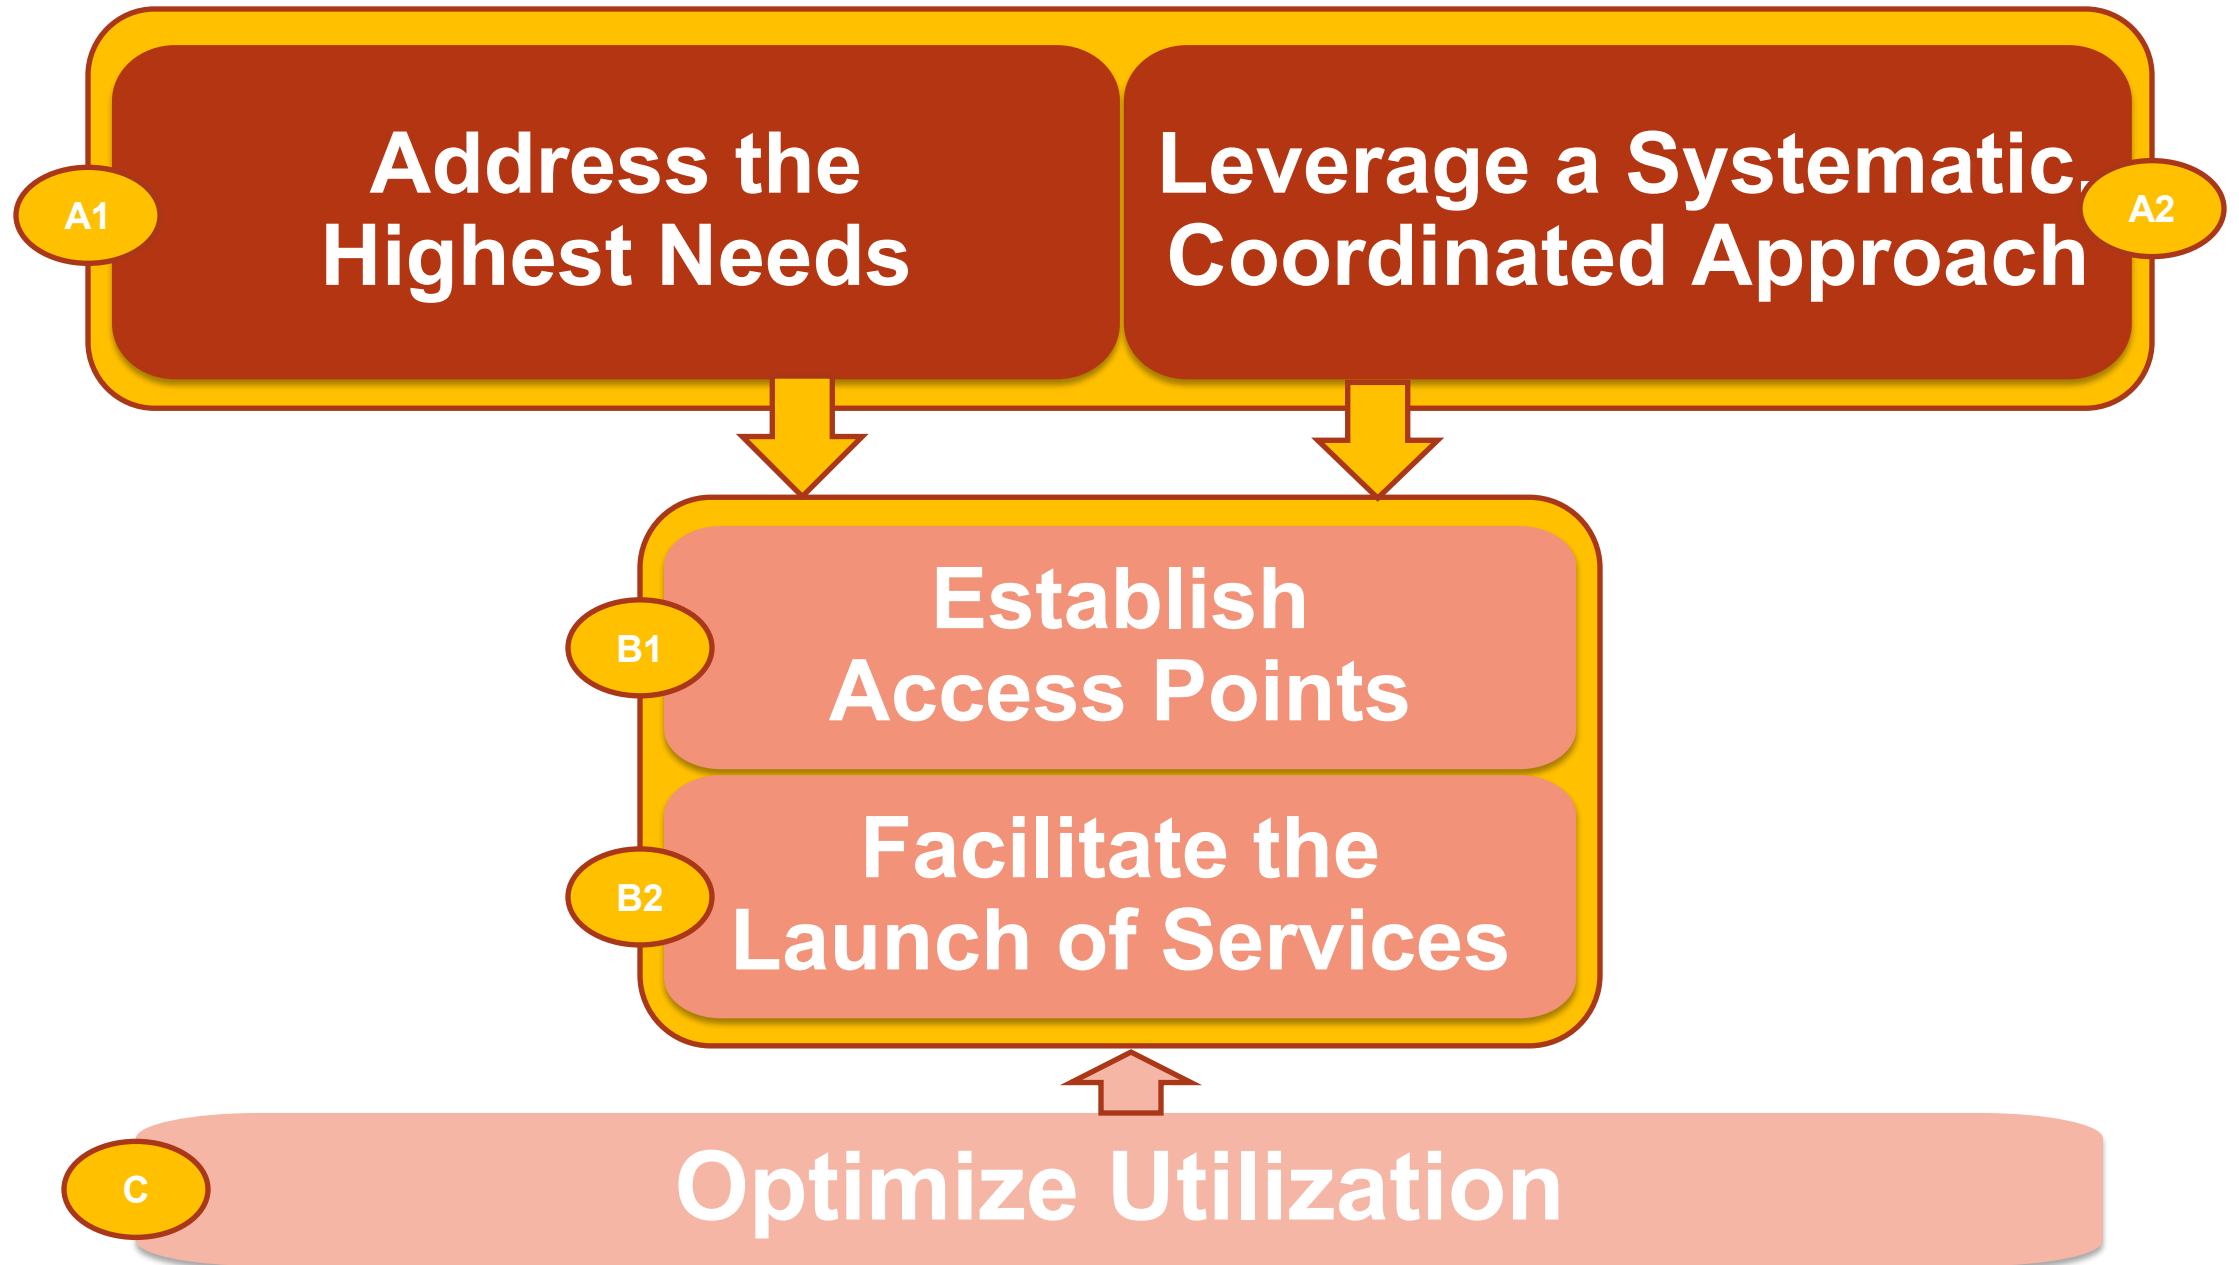 A1
Address the
Highest Needs
Leverage a Systematic,
Coordinated Approach
A2
B1
Establish
Access Points
B2
Facilitate the
Launch of Services
C
Optimize Utilization